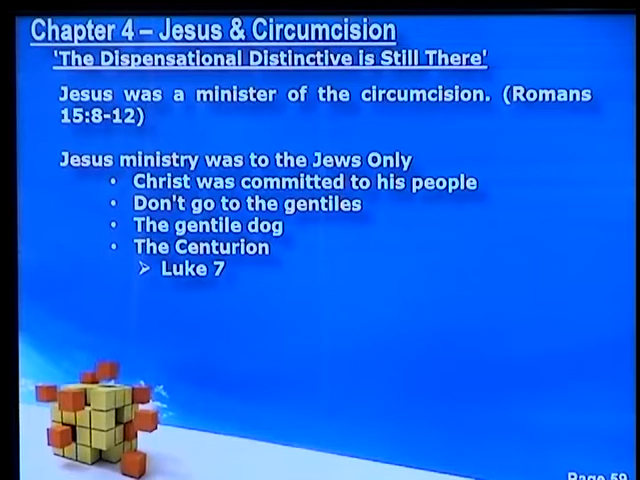 Chapter 4 – Jesus & Circumcision
'The Dispensational Distinctive is Still There'
Jesus was a minister of the circumcision. (Romans
15:8-12)
Jesus ministry was to the Jews Only
• Christ was committed to his people
• Don't go to the gentiles
• The gentile dog
• The Centurion
➢ Luke 7
Page 59